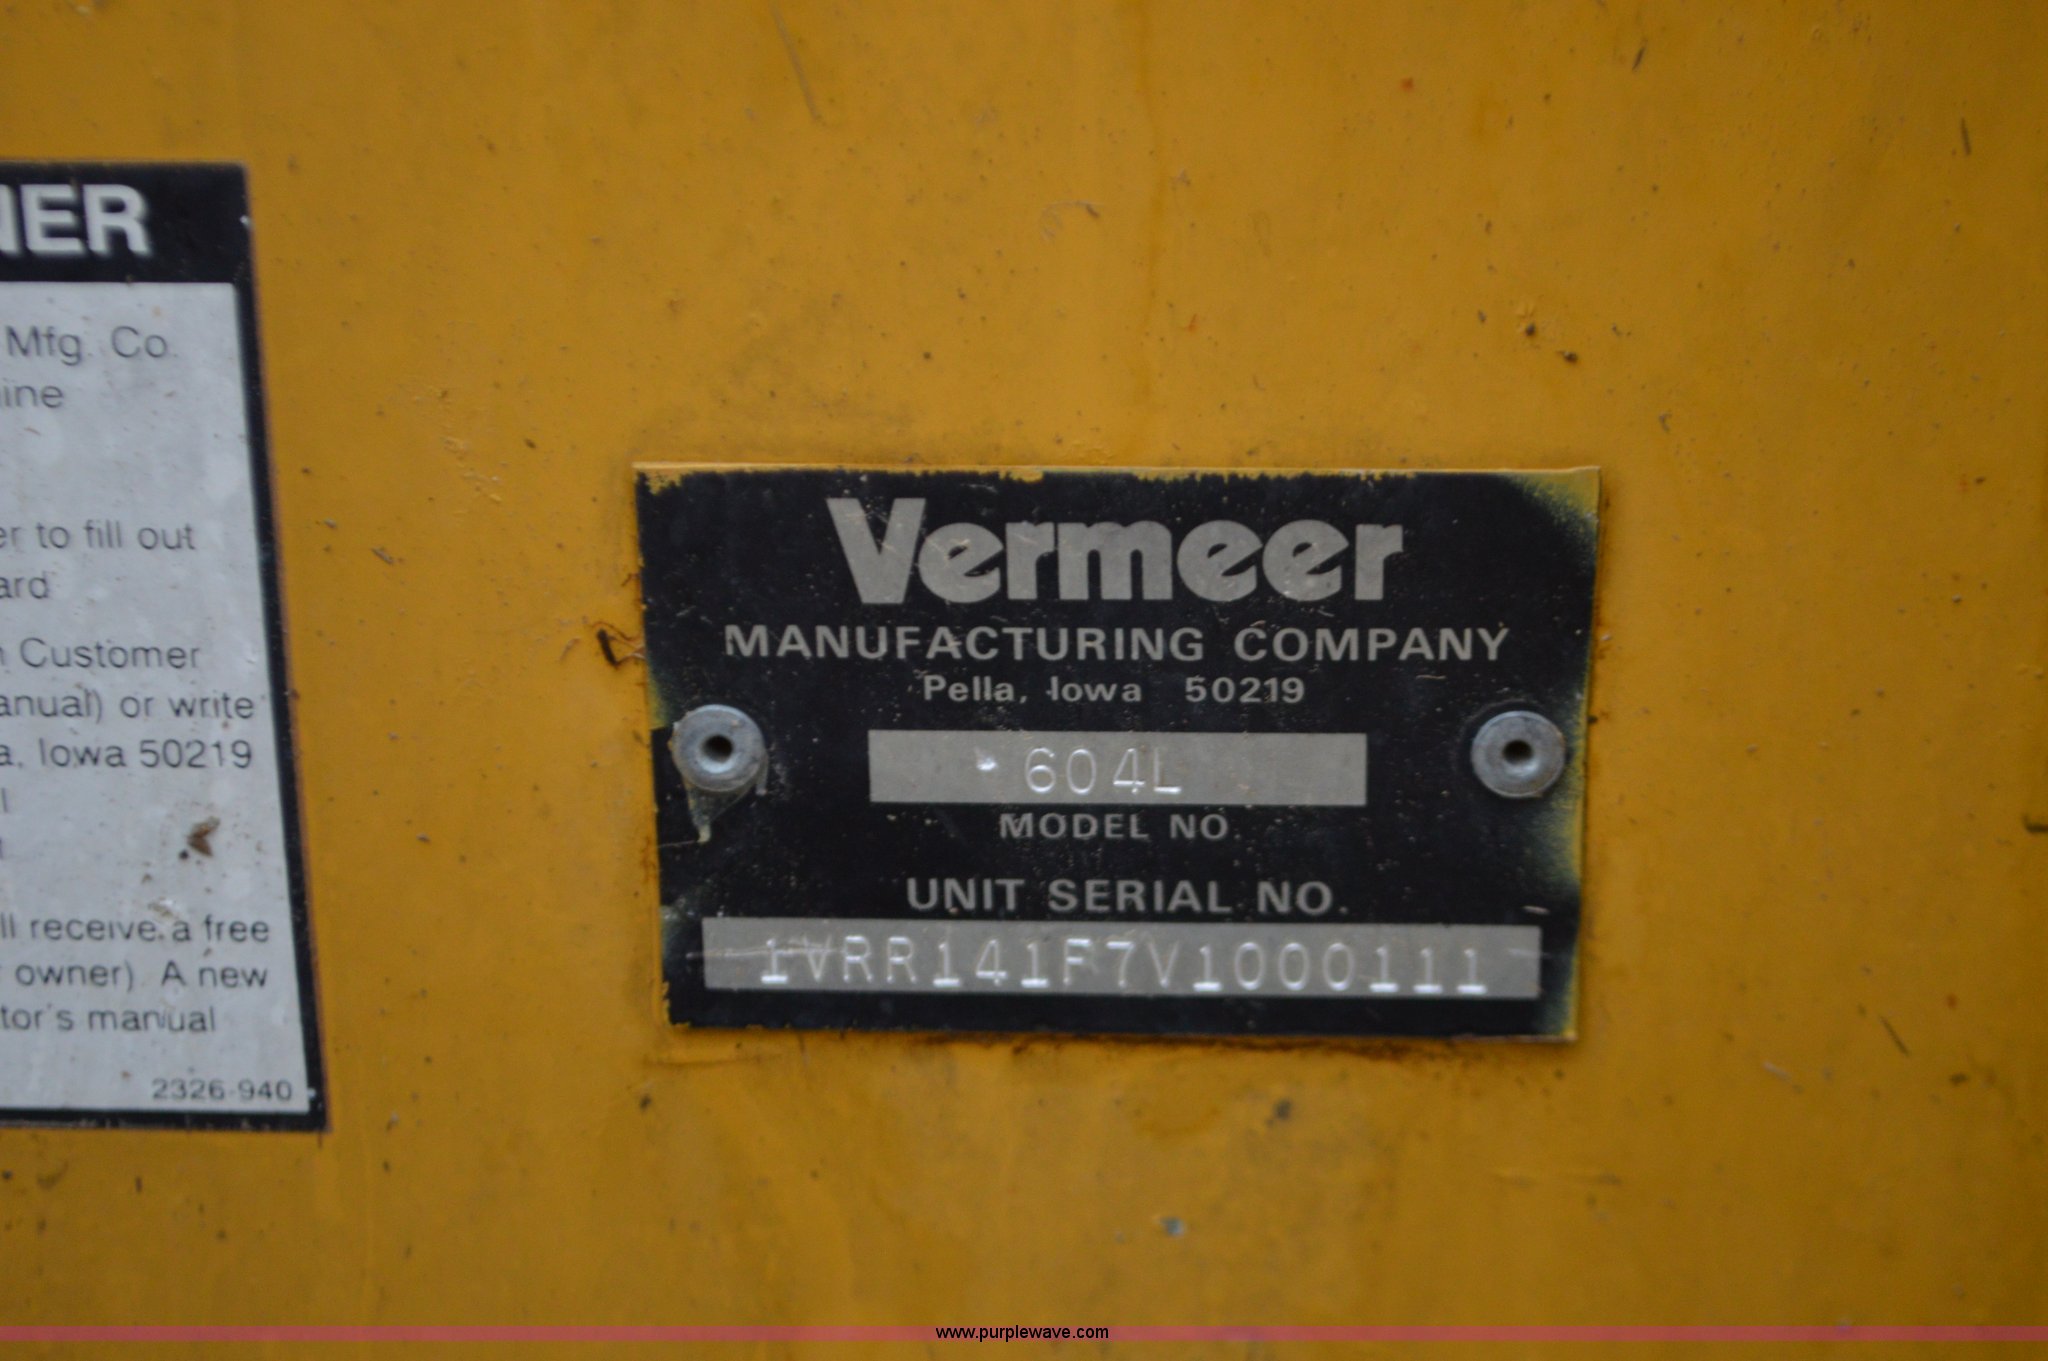 NER
Mfg. Co.
ine
er to fill out
ard
Customer
anual) or write
a, Iowa 50219
ll receive a free
owner). A new
tor's manual
2326-940
Vermeer
MANUFACTURING COMPANY
Pella, Iowa 50219
604L
MODEL NO.
UNIT SERIAL NO.
1VRR141F7V1000111
www.purplewave.com